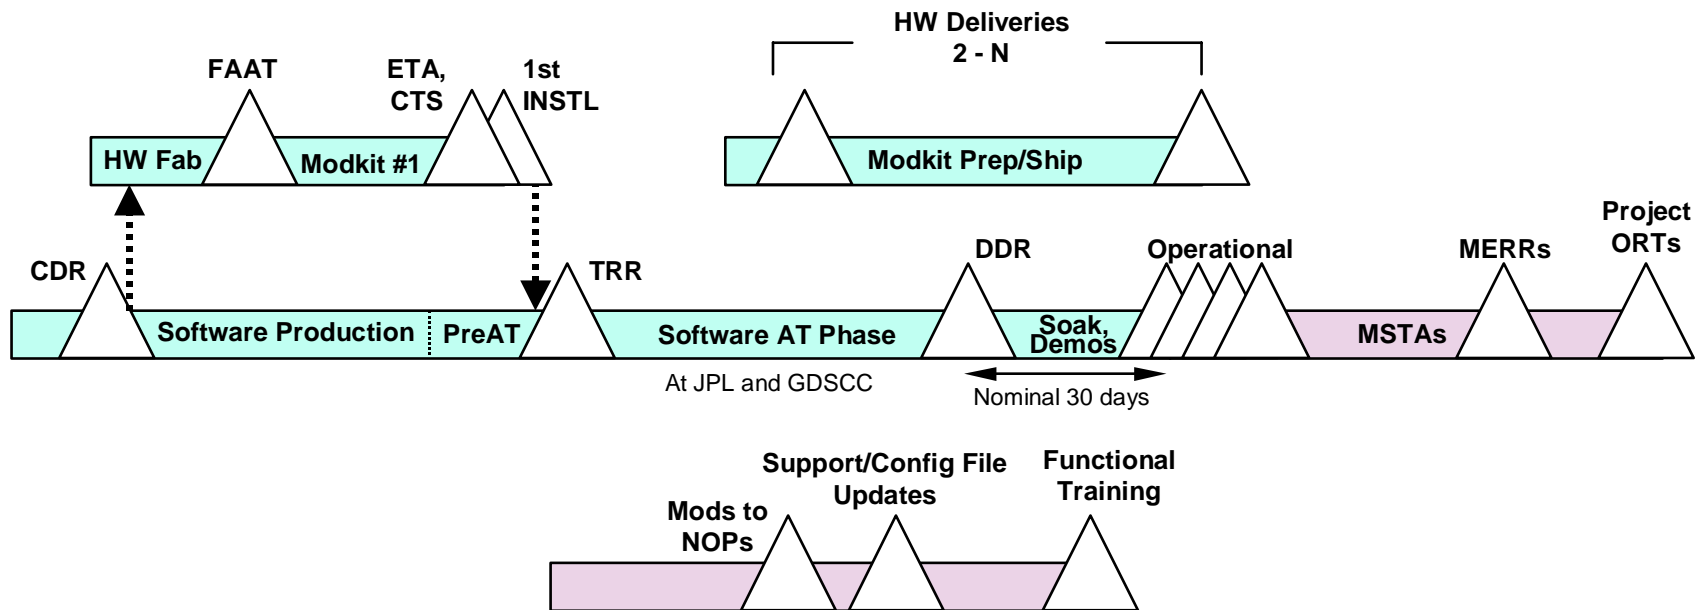 HW Deliveries
2 - N
FAAT
ETA,
CTS
1st
INSTL
HW Fab
Modkit #1
Modkit Prep/Ship
Project
ORTs
CDR
TRR
DDR
Operational
MERRs
Software Production
PreAT
Software AT Phase
Soak,
Demos
MSTAs
At JPL and GDSCC
Nominal 30 days
Support/Config File
Updates
Functional
Training
Mods to
NOPs